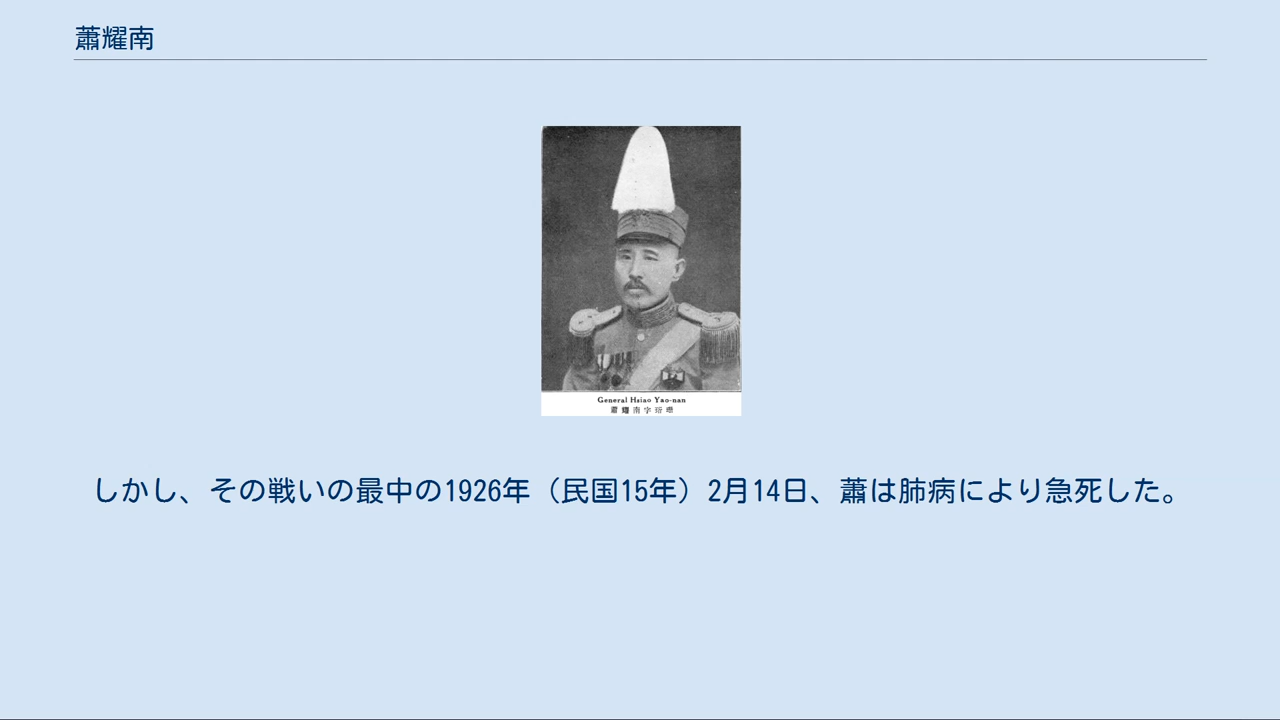 蕭耀南
General Hsiao Yao-nan
蕭耀南字珩珊
しかし、その戦いの最中の1926年（民国15年）2月14日、蕭は肺病により急死した。